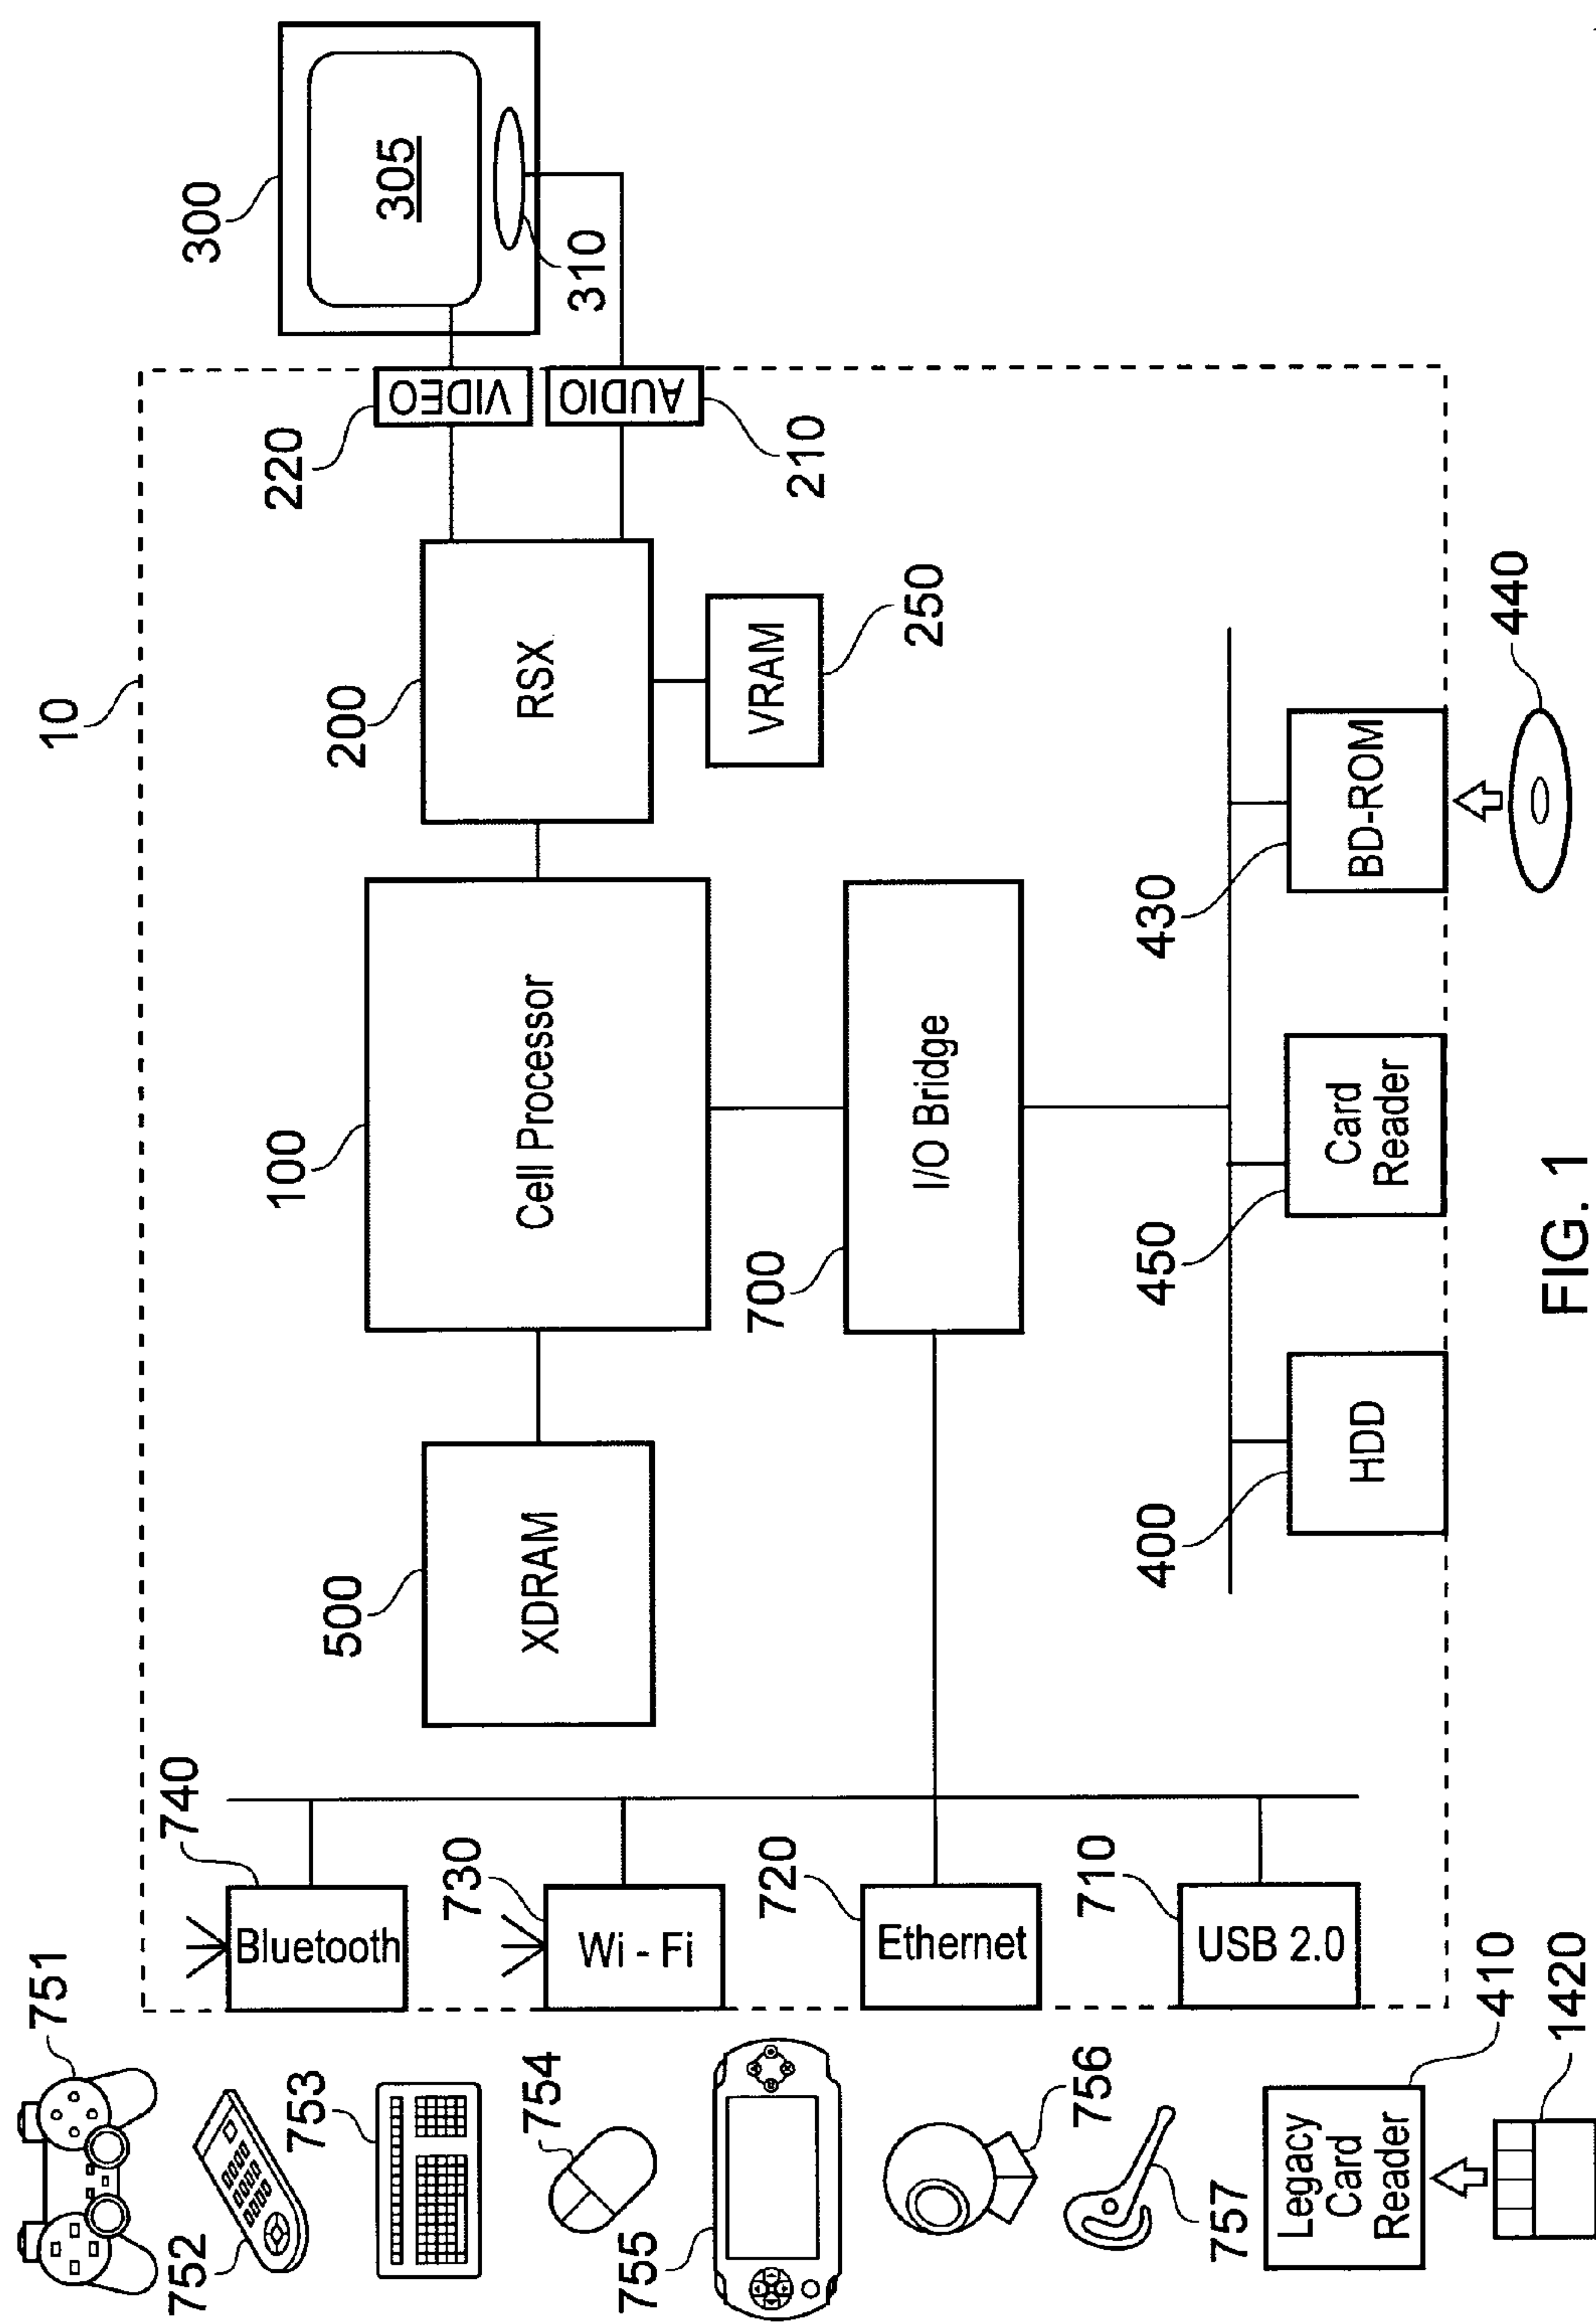 10
300
305
310
220
VIDEO
AUDIO
210
200
RSX
VRAM
250
100
Cell Processor
500
XDRAM
700
I/O Bridge
740
Bluetooth
730
Wi - Fi
720
Ethernet
710
USB 2.0
400
HDD
450
Card
Reader
430
BD-ROM
440
751
752
753
754
755
756
757
410
Legacy
Card
Reader
1420
FIG. 1